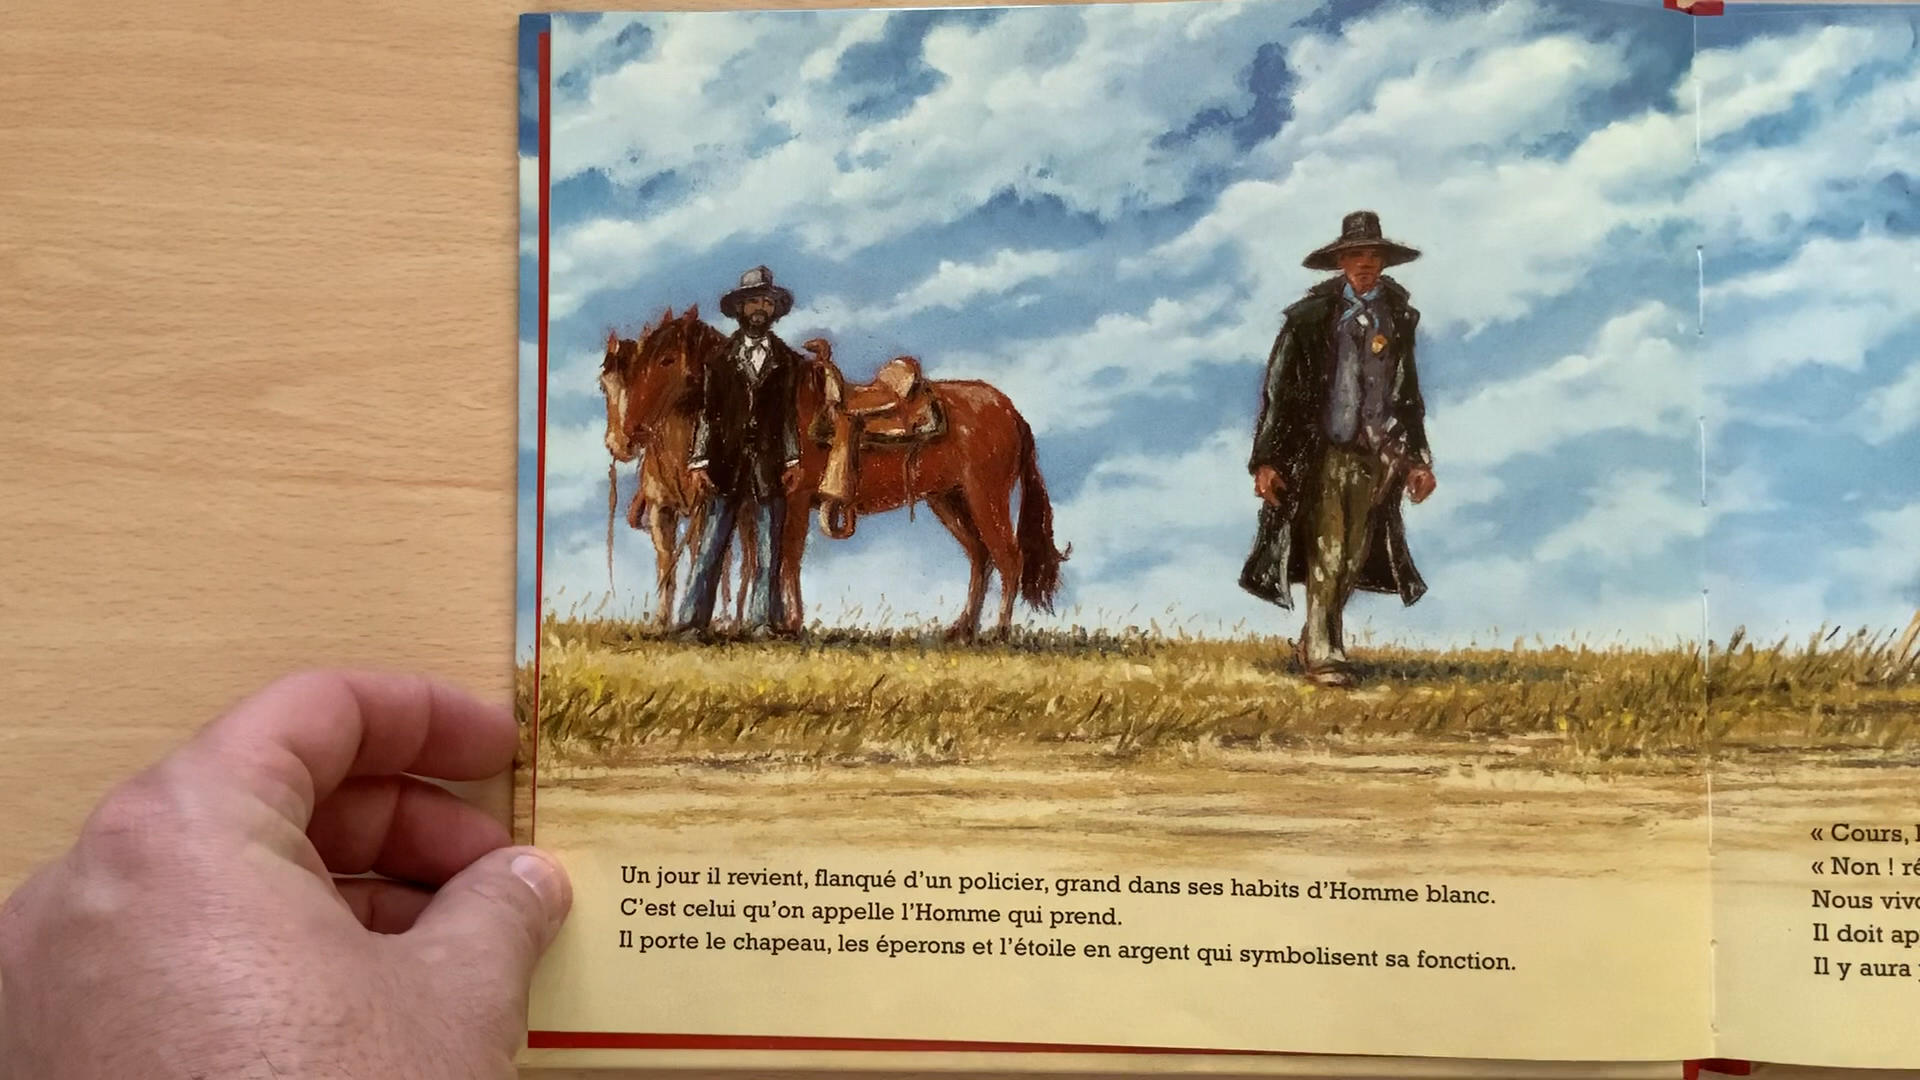 Un jour il revient, flanqué d'un policier, grand dans ses habits d'Homme blanc.
C'est celui qu'on appelle l'Homme qui prend.
Il porte le chapeau, les éperons et l'étoile en argent qui symbolisent sa fonction.
« Cours,
« Non !
Nous
Il doit
Il y aura